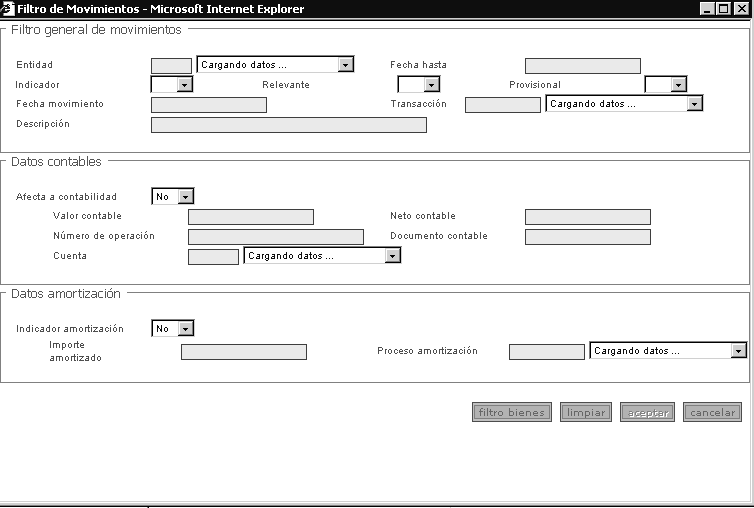 Filtro de Movimientos - Microsoft Internet Explorer
Filtro general de movimientos
Entidad Cargando datos ... Fecha hasta
Indicador Relevante Provisional
Fecha movimiento Transacción Cargando datos ...
Descripción
Datos contables
Afecta a contabilidad No
Valor contable Neto contable
Número de operación Documento contable
Cuenta Cargando datos ...
Datos amortización
Indicador amortización No
Importe
amortizado Proceso amortización Cargando datos ...
filtro bienes limpiar aceptar cancelar